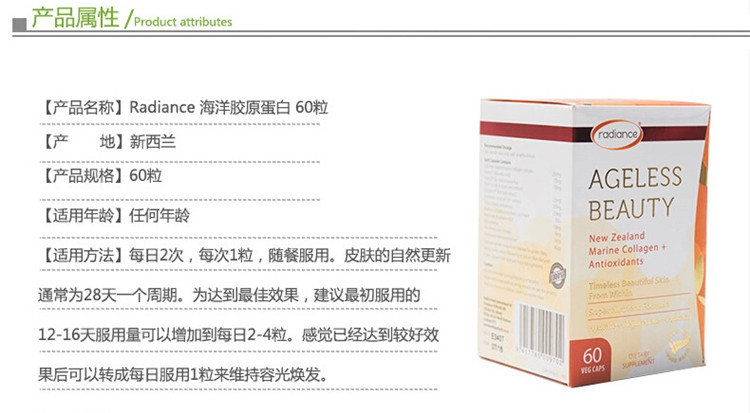 产品属性/Product attributes
【产品名称】Radiance 海洋胶原蛋白 60粒
【产 地】新西兰
【产品规格】60粒
【适用年龄】任何年龄
【适用方法】每日2次，每次1粒，随餐服用。皮肤的自然更新
通常为28天一个周期。为达到最佳效果，建议最初服用的
12-16天服用量可以增加到每日2-4粒。感觉已经达到较好效
果后可以转成每日服用1粒来维持容光焕发。
radiance
AGELESS
BEAUTY
New Zealand
Marine Collagen +
Antioxidants
Timeless Beautiful Skin
From Within
60
VEG CAPS
DIETARY
SUPPLEMENT